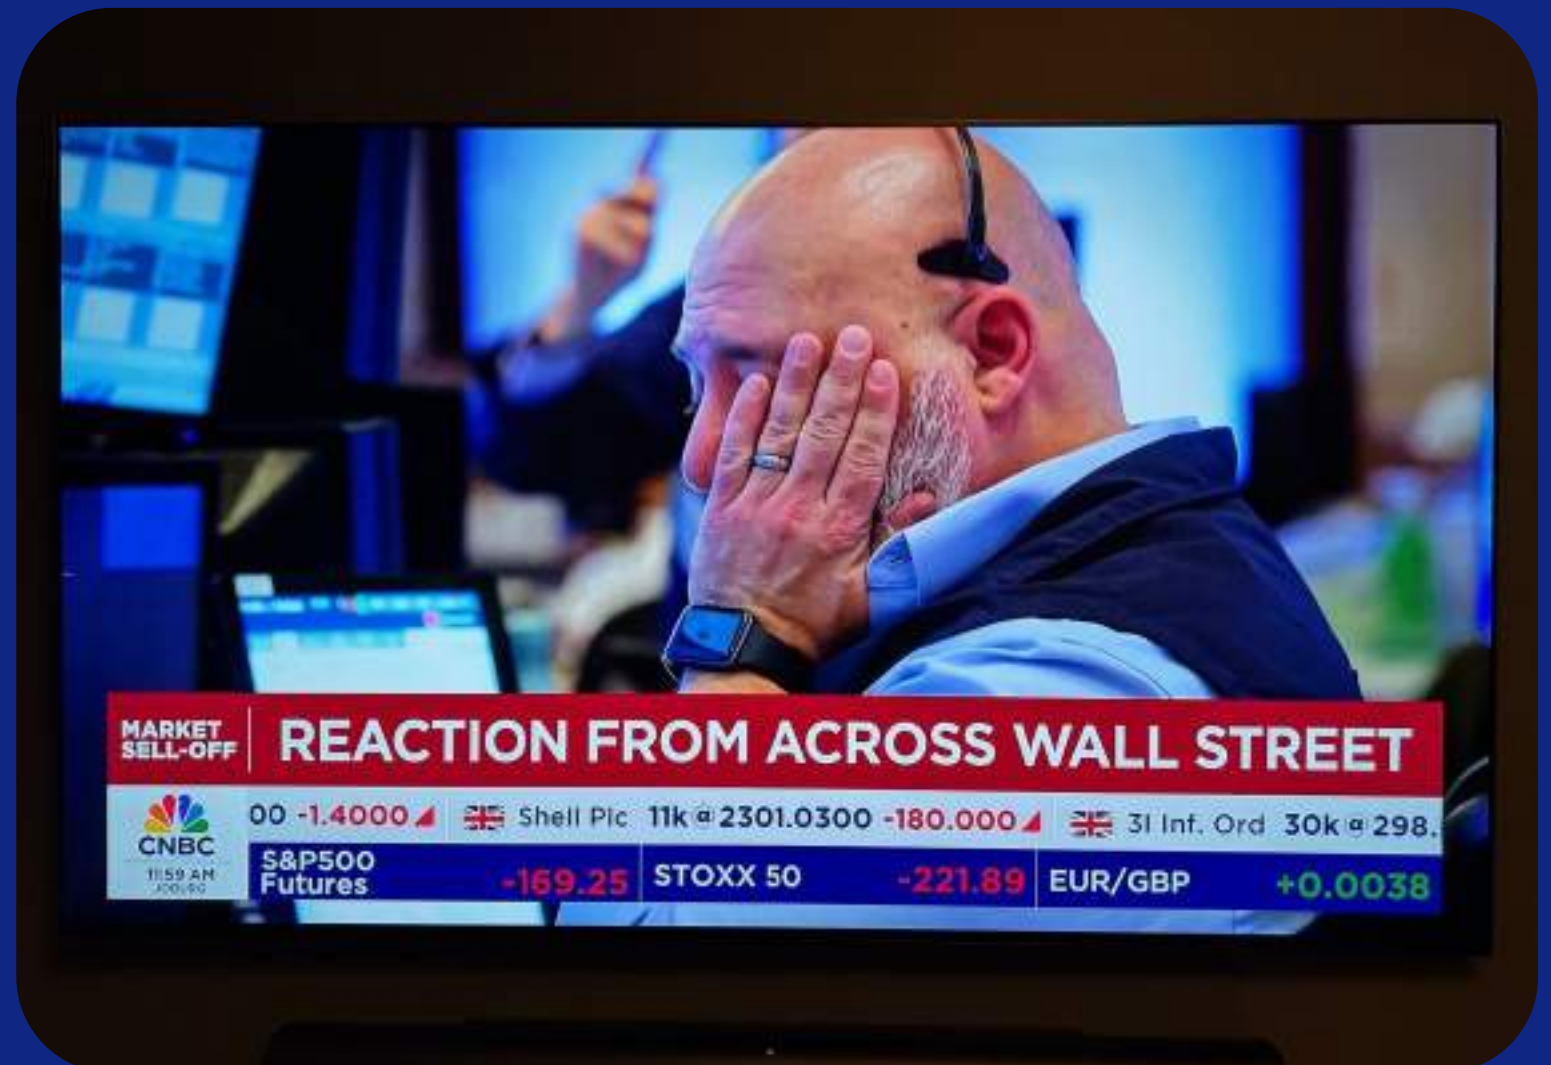 MARKET
SELL-OFF
REACTION FROM ACROSS WALL STREET
00 -1.4000 Shell Plc 11k @ 2301.0300 -180.000 3I Inf. Ord 30k @ 298.
CNBC
11:59 AM
JOBURG
S&P500
Futures -169.25
STOXX 50 -221.89
EUR/GBP +0.0038